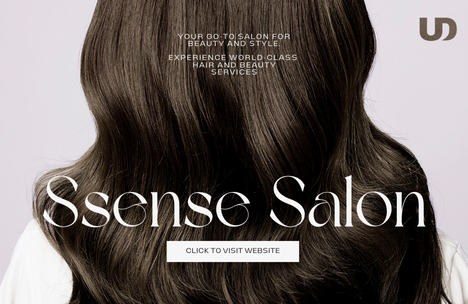 UD
YOUR GO-TO SALON FOR
BEAUTY AND STYLE.
EXPERIENCE WORLD-CLASS
HAIR AND BEAUTY
SERVICES
Ssense Salon
CLICK TO VISIT WEBSITE